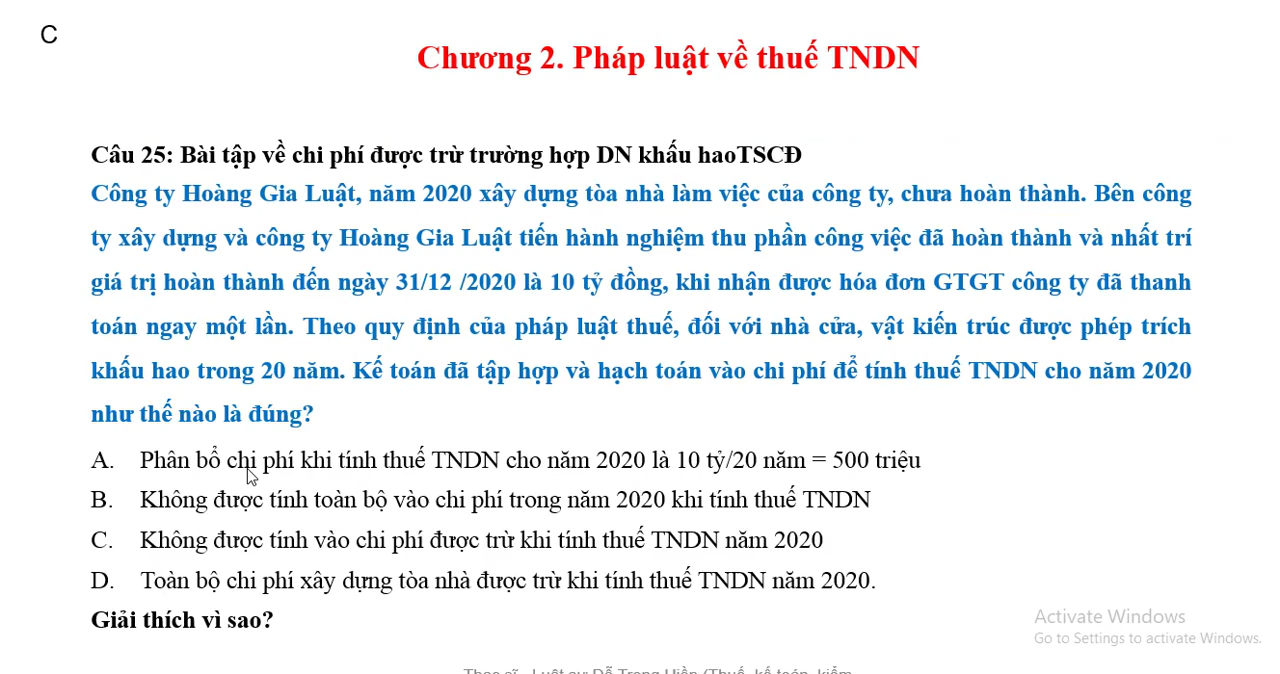 C
Chương 2. Pháp luật về thuế TNDN
Câu 25: Bài tập về chi phí được trừ trường hợp DN khấu haoTSCĐ
Công ty Hoàng Gia Luật, năm 2020 xây dựng tòa nhà làm việc của công ty, chưa hoàn thành. Bên công
ty xây dựng và công ty Hoàng Gia Luật tiến hành nghiệm thu phần công việc đã hoàn thành và nhất trí
giá trị hoàn thành đến ngày 31/12 /2020 là 10 tỷ đồng, khi nhận được hóa đơn GTGT công ty đã thanh
toán ngay một lần. Theo quy định của pháp luật thuế, đối với nhà cửa, vật kiến trúc được phép trích
khấu hao trong 20 năm. Kế toán đã tập hợp và hạch toán vào chi phí để tính thuế TNDN cho năm 2020
như thế nào là đúng?
A. Phân bổ chi phí khi tính thuế TNDN cho năm 2020 là 10 tỷ/20 năm = 500 triệu
B. Không được tính toàn bộ vào chi phí trong năm 2020 khi tính thuế TNDN
C. Không được tính vào chi phí được trừ khi tính thuế TNDN năm 2020
D. Toàn bộ chi phí xây dựng tòa nhà được trừ khi tính thuế TNDN năm 2020.
Giải thích vì sao?
Activate Windows
Go to Settings to activate Windows.
Thạc sĩ - Luật sư: Đỗ Trọng Hiền (Thuế, kế toán, kiểm